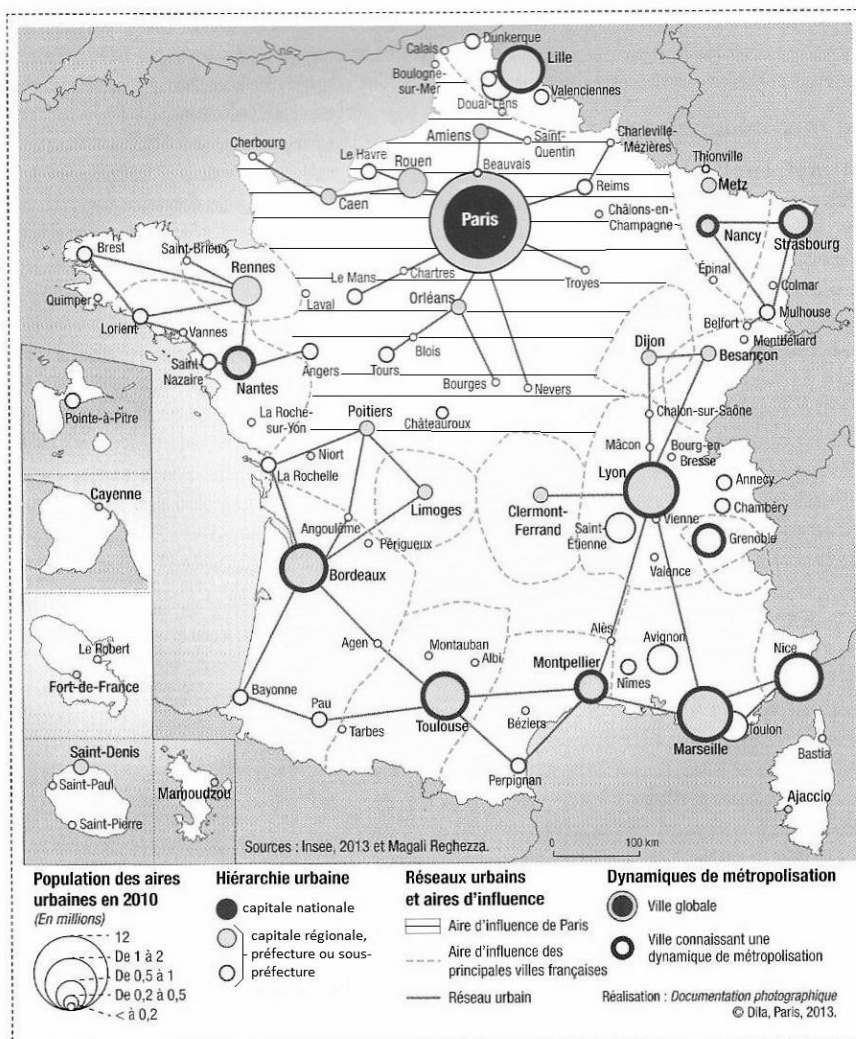 Dunkerque
Calais
Lille
Boulogne-
sur-Mer
Valenciennes
Douai-Lens
Amiens
Saint-
Quentin
Charleville-
Mézières
Cherbourg
Le Havre
Rouen
Beauvais
Thionville
Metz
Caen
Reims
Paris
Châlons-en-
Champagne
Nancy
Strasbourg
Brest
Saint-Brieuc
Rennes
Chartres
Le Mans
Troyes
Épinal
Colmar
Quimper
Laval
Orléans
Mulhouse
Lorient
Vannes
Belfort
Montbéliard
Saint
Nazaire
Nantes
Angers
Tours
Blois
Dijon
Besançon
Bourges
Nevers
Pointe-à-Pitre
La Roche-
sur-Yon
Poitiers
Châteauroux
Chalon-sur-Saône
Niort
Mâcon
Bourg-en-
Bresse
La Rochelle
Lyon
Annecy
Cayenne
Limoges
Clermont-
Ferrand
Chambéry
Angoulême
Saint-
Étienne
Vienne
Grenoble
Périgueux
Bordeaux
Valence
Le Robert
Agen
Montauban
Albi
Alès
Avignon
Nice
Fort-de-France
Montpellier
Nîmes
Bayonne
Pau
Toulouse
Béziers
Tarbes
Marseille
Toulon
Saint-Denis
Perpignan
Bastia
Saint-Paul
Mamoudzou
Ajaccio
Saint-Pierre
Sources : Insee, 2013 et Magali Reghezza.
0 100 km
Population des aires
urbaines en 2010
(En millions)
12
De 1 à 2
De 0,5 à 1
De 0,2 à 0,5
< à 0,2
Hiérarchie urbaine
capitale nationale
capitale régionale,
préfecture ou sous-
préfecture
Réseaux urbains
et aires d'influence
Aire d'influence de Paris
Aire d'influence des
principales villes françaises
Réseau urbain
Dynamiques de métropolisation
Ville globale
Ville connaissant une
dynamique de métropolisation
Réalisation : Documentation photographique
© Dila, Paris, 2013.